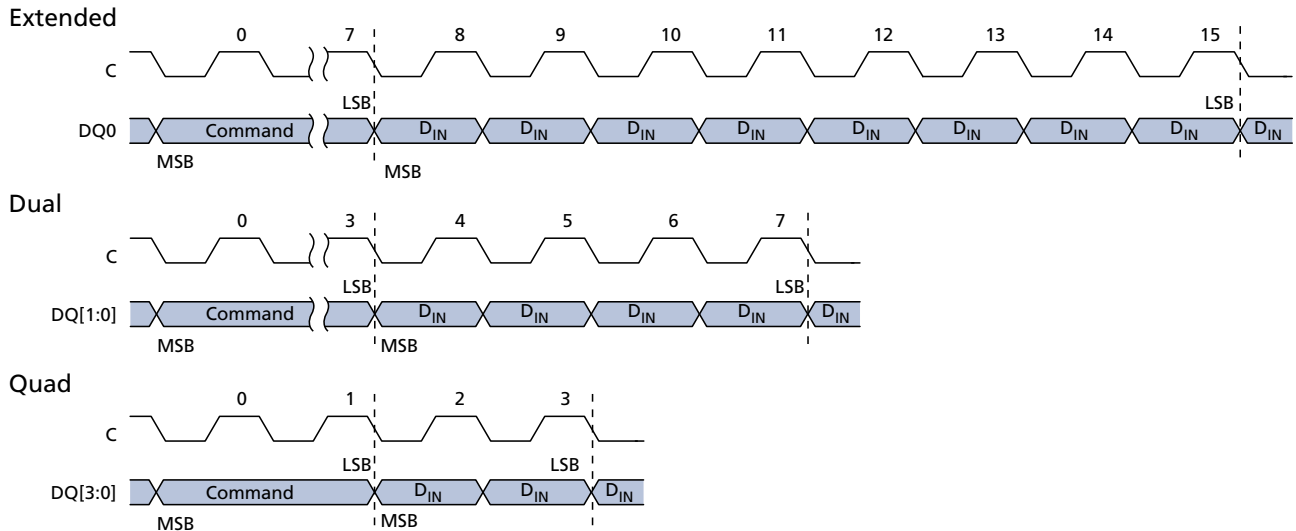 Extended
0 7 8 9 10 11 12 13 14 15
C
LSB LSB
DQ0 Command DIN DIN DIN DIN DIN DIN DIN DIN DIN
MSB MSB
Dual
0 3 4 5 6 7
C
LSB LSB
DQ[1:0] Command DIN DIN DIN DIN DIN
MSB MSB
Quad
0 1 2 3
C
LSB LSB
DQ[3:0] Command DIN DIN DIN
MSB MSB